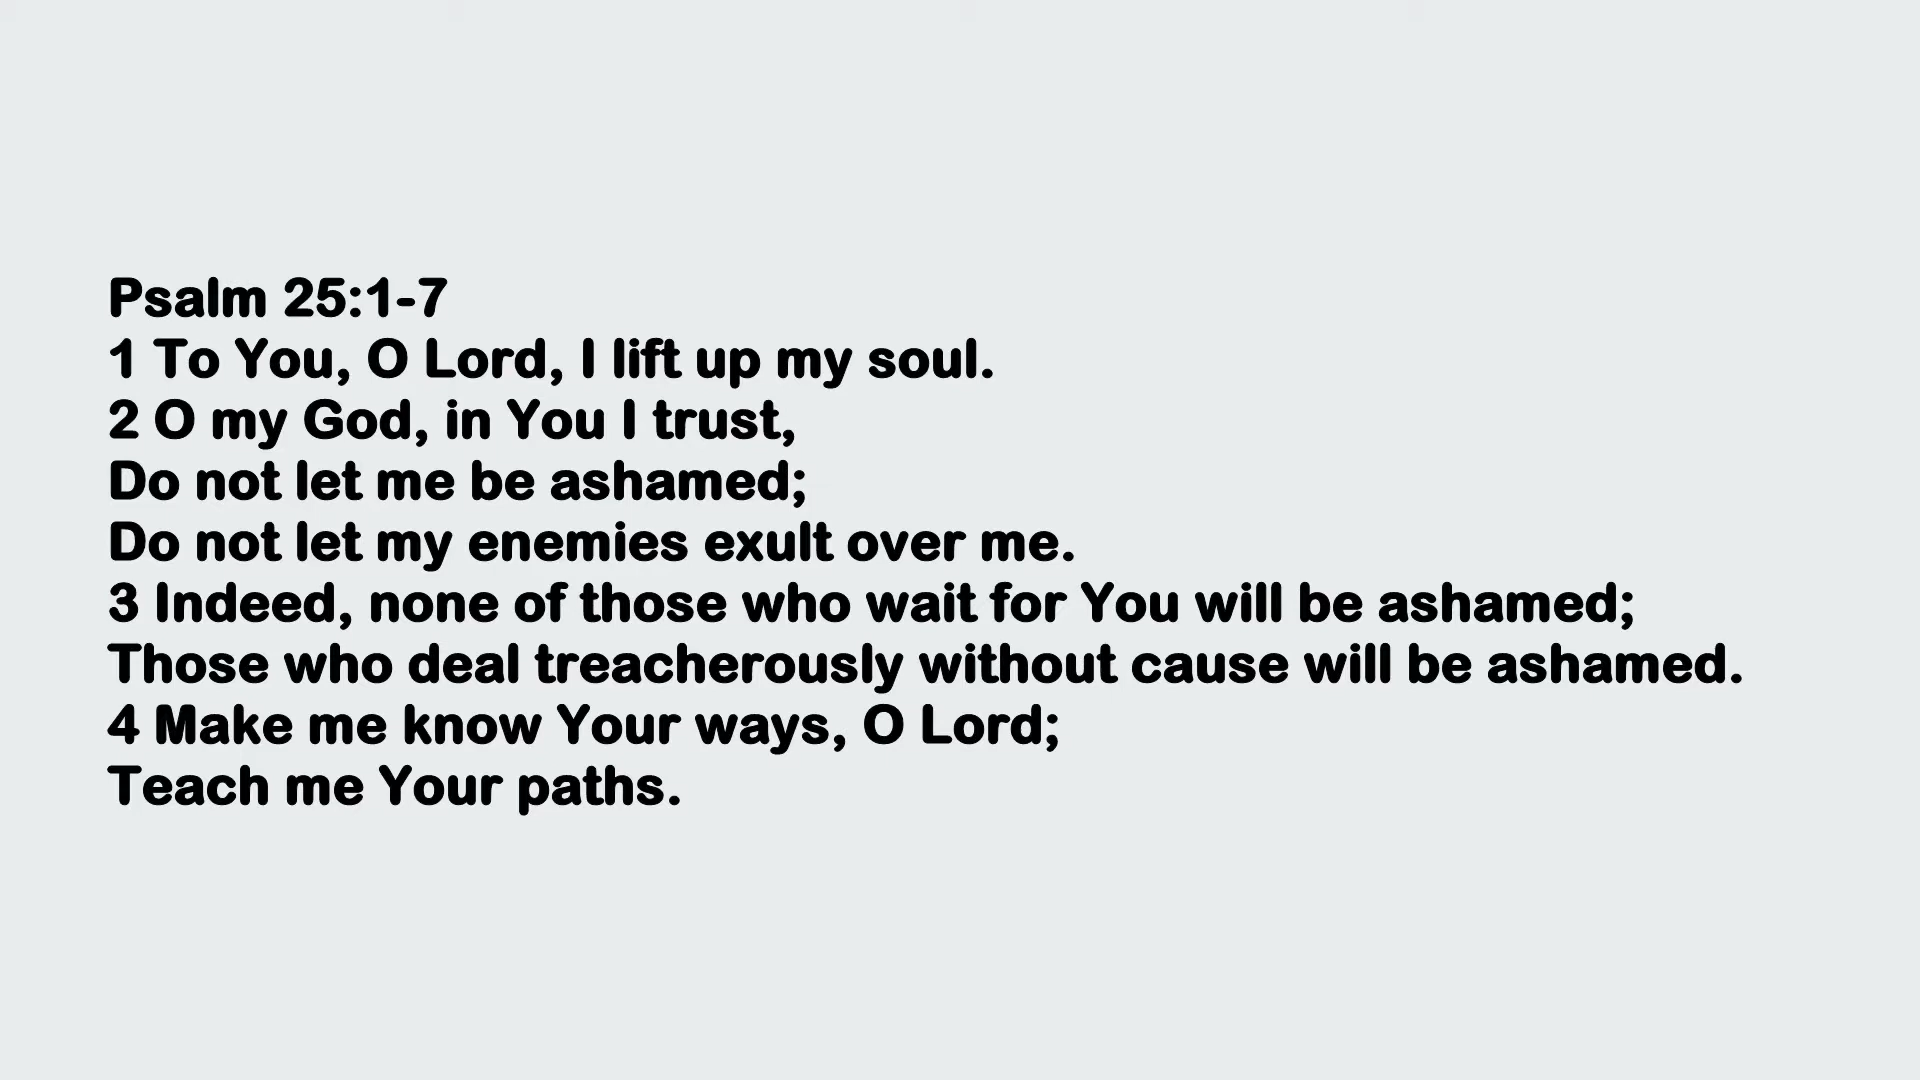 Psalm 25:1-7
1 To You, O Lord, I lift up my soul.
2 O my God, in You I trust,
Do not let me be ashamed;
Do not let my enemies exult over me.
3 Indeed, none of those who wait for You will be ashamed;
Those who deal treacherously without cause will be ashamed.
4 Make me know Your ways, O Lord;
Teach me Your paths.